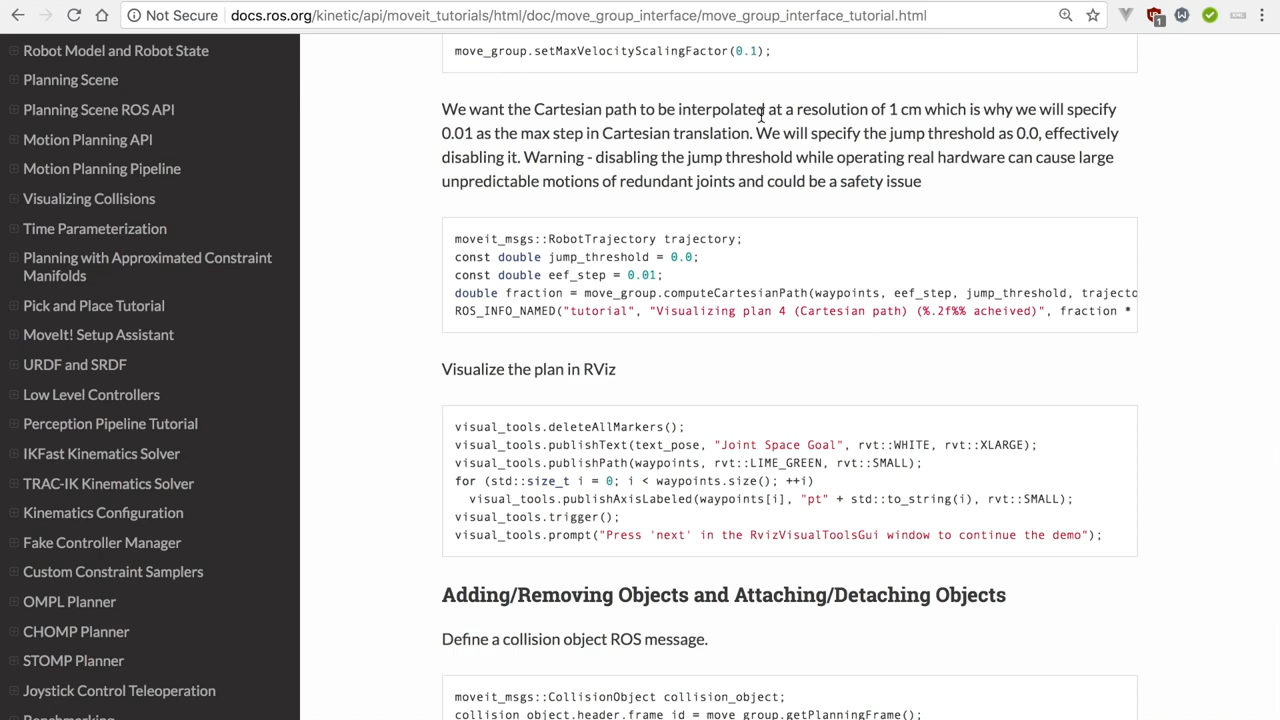 Not Secure docs.ros.org/kinetic/api/moveit_tutorials/html/doc/move_group_interface/move_group_interface_tutorial.html
1
Robot Model and Robot State
Planning Scene
Planning Scene ROS API
Motion Planning API
Motion Planning Pipeline
Visualizing Collisions
Time Parameterization
Planning with Approximated Constraint
Manifolds
Pick and Place Tutorial
MoveIt! Setup Assistant
URDF and SRDF
Low Level Controllers
Perception Pipeline Tutorial
IKFast Kinematics Solver
TRAC-IK Kinematics Solver
Kinematics Configuration
Fake Controller Manager
Custom Constraint Samplers
OMPL Planner
CHOMP Planner
STOMP Planner
Joystick Control Teleoperation
Benchmarking
move_group.setMaxVelocityScalingFactor(0.1);
We want the Cartesian path to be interpolated at a resolution of 1 cm which is why we will specify
0.01 as the max step in Cartesian translation. We will specify the jump threshold as 0.0, effectively
disabling it. Warning - disabling the jump threshold while operating real hardware can cause large
unpredictable motions of redundant joints and could be a safety issue
moveit_msgs::RobotTrajectory trajectory;
const double jump_threshold = 0.0;
const double eef_step = 0.01;
double fraction = move_group.computeCartesianPath(waypoints, eef_step, jump_threshold, trajecto
ROS_INFO_NAMED("tutorial", "Visualizing plan 4 (Cartesian path) (%.2f%% acheived)", fraction *
Visualize the plan in RViz
visual_tools.deleteAllMarkers();
visual_tools.publishText(text_pose, "Joint Space Goal", rvt::WHITE, rvt::XLARGE);
visual_tools.publishPath(waypoints, rvt::LIME_GREEN, rvt::SMALL);
for (std::size_t i = 0; i < waypoints.size(); ++i)
visual_tools.publishAxisLabeled(waypoints[i], "pt" + std::to_string(i), rvt::SMALL);
visual_tools.trigger();
visual_tools.prompt("Press 'next' in the RvizVisualToolsGui window to continue the demo");
Adding/Removing Objects and Attaching/Detaching Objects
Define a collision object ROS message.
moveit_msgs::CollisionObject collision_object;
collision_object.header.frame_id = move_group.getPlanningFrame();